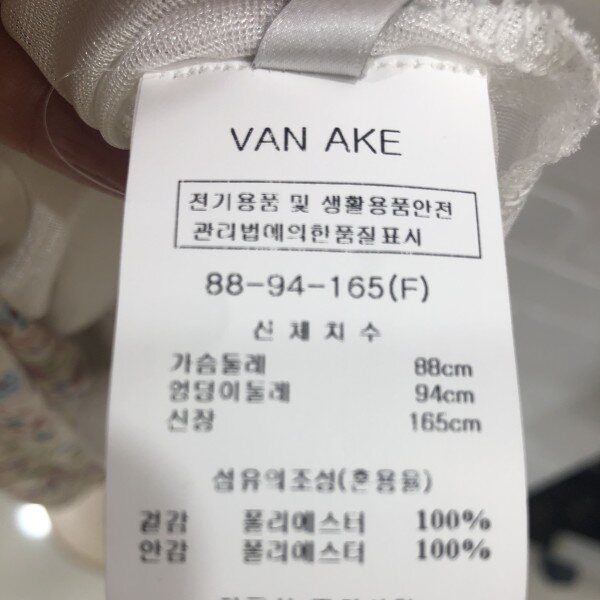 VAN AKE
전기용품 및 생활용품안전
관리법에의한품질표시
88-94-165(F)
신 체 치 수
가슴둘레 88cm
엉덩이둘레 94cm
신장 165cm
섬유의조성(혼용율)
겉감 폴리에스터 100%
안감 폴리에스터 100%